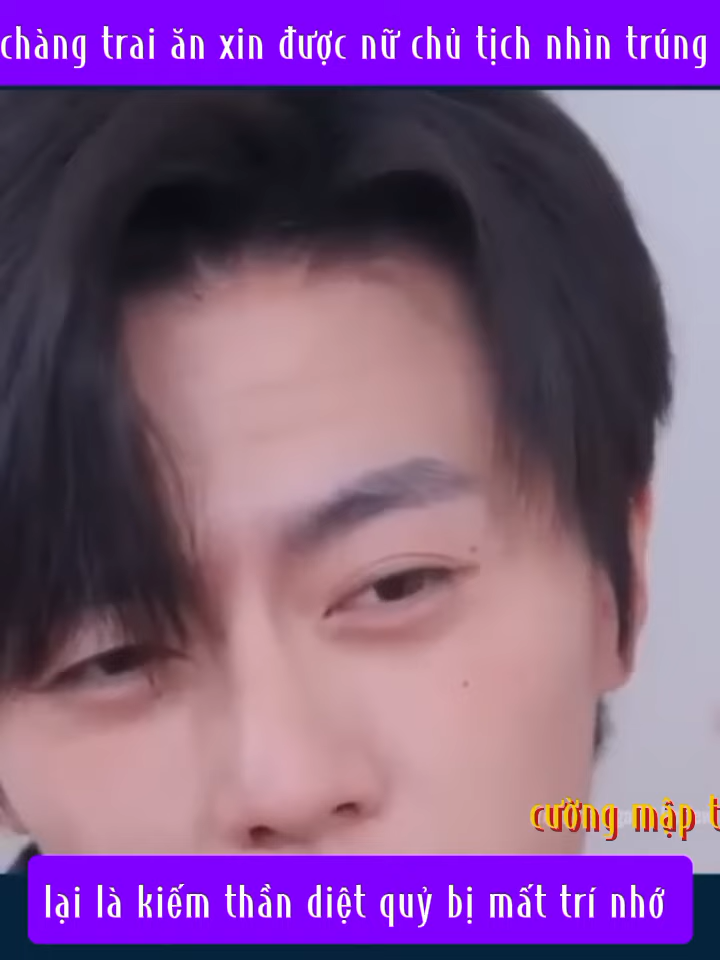 chàng trai ăn xin được nữ chủ tịch nhìn trúng
cường mập
lại là kiếm thần diệt quỷ bị mất trí nhớ